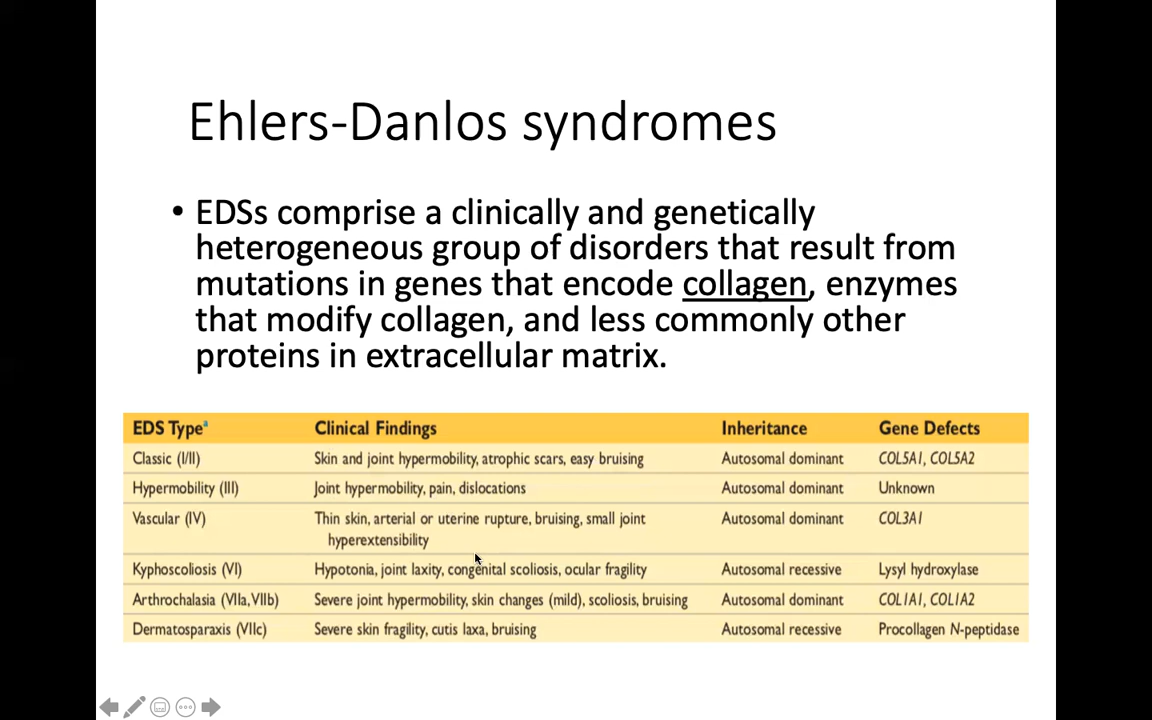 Ehlers-Danlos syndromes
• EDSs comprise a clinically and genetically
heterogeneous group of disorders that result from
mutations in genes that encode collagen, enzymes
that modify collagen, and less commonly other
proteins in extracellular matrix.
EDS Typeª Clinical Findings Inheritance Gene Defects
Classic (I/II) Skin and joint hypermobility, atrophic scars, easy bruising Autosomal dominant COL5A1, COL5A2
Hypermobility (III) Joint hypermobility, pain, dislocations Autosomal dominant Unknown
Vascular (IV) Thin skin, arterial or uterine rupture, bruising, small joint Autosomal dominant COL3A1
hyperextensibility
Kyphoscoliosis (VI) Hypotonia, joint laxity, congenital scoliosis, ocular fragility Autosomal recessive Lysyl hydroxylase
Arthrochalasia (VIIa,VIIb) Severe joint hypermobility, skin changes (mild), scoliosis, bruising Autosomal dominant COL1A1, COL1A2
Dermatosparaxis (VIIc) Severe skin fragility, cutis laxa, bruising Autosomal recessive Procollagen N-peptidase